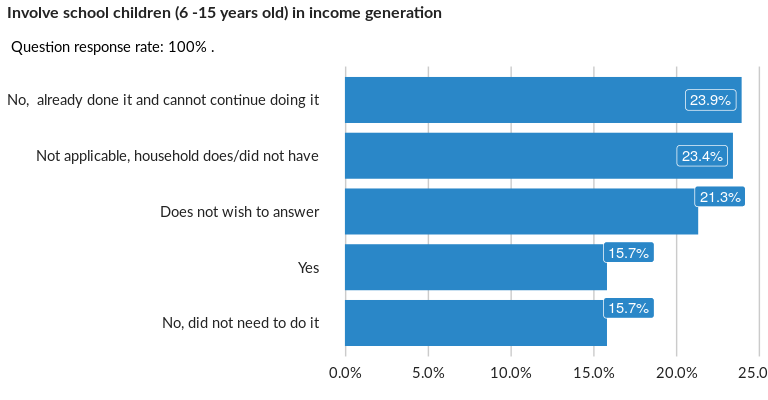 Involve school children (6 -15 years old) in income generation
Question response rate: 100% .
No,  already done it and cannot continue doing it
23.9%
Not applicable, household does/did not have
23.4%
Does not wish to answer
21.3%
Yes
15.7%
No, did not need to do it
15.7%
0.0% 5.0% 10.0% 15.0% 20.0% 25.0